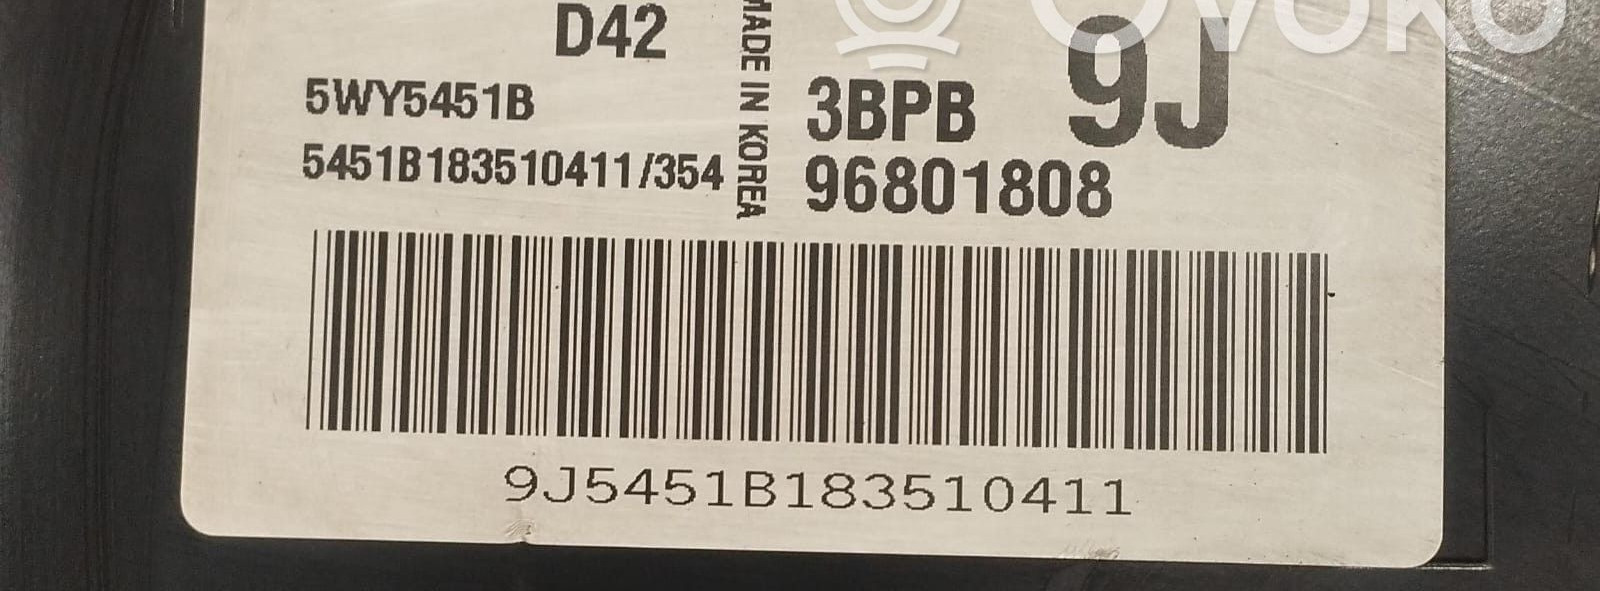 OVOKO
D42
MADE IN KOREA
9J
5WY5451B
3BPB
5451B183510411/354
96801808
9J5451B183510411